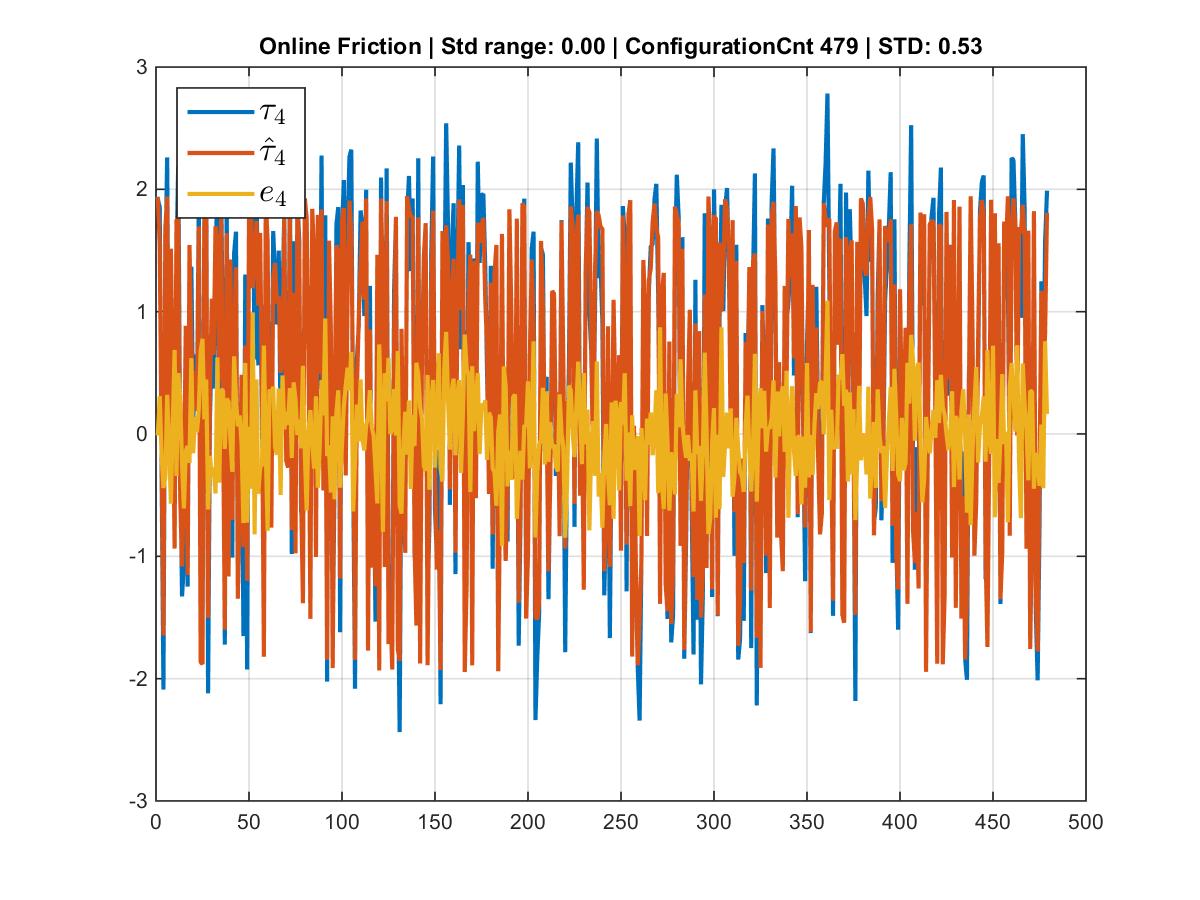 Online Friction | Std range: 0.00 | ConfigurationCnt 479 | STD: 0.53
3
τ₄
τ̂₄
e₄
2
1
0
-1
-2
-3
0 50 100 150 200 250 300 350 400 450 500